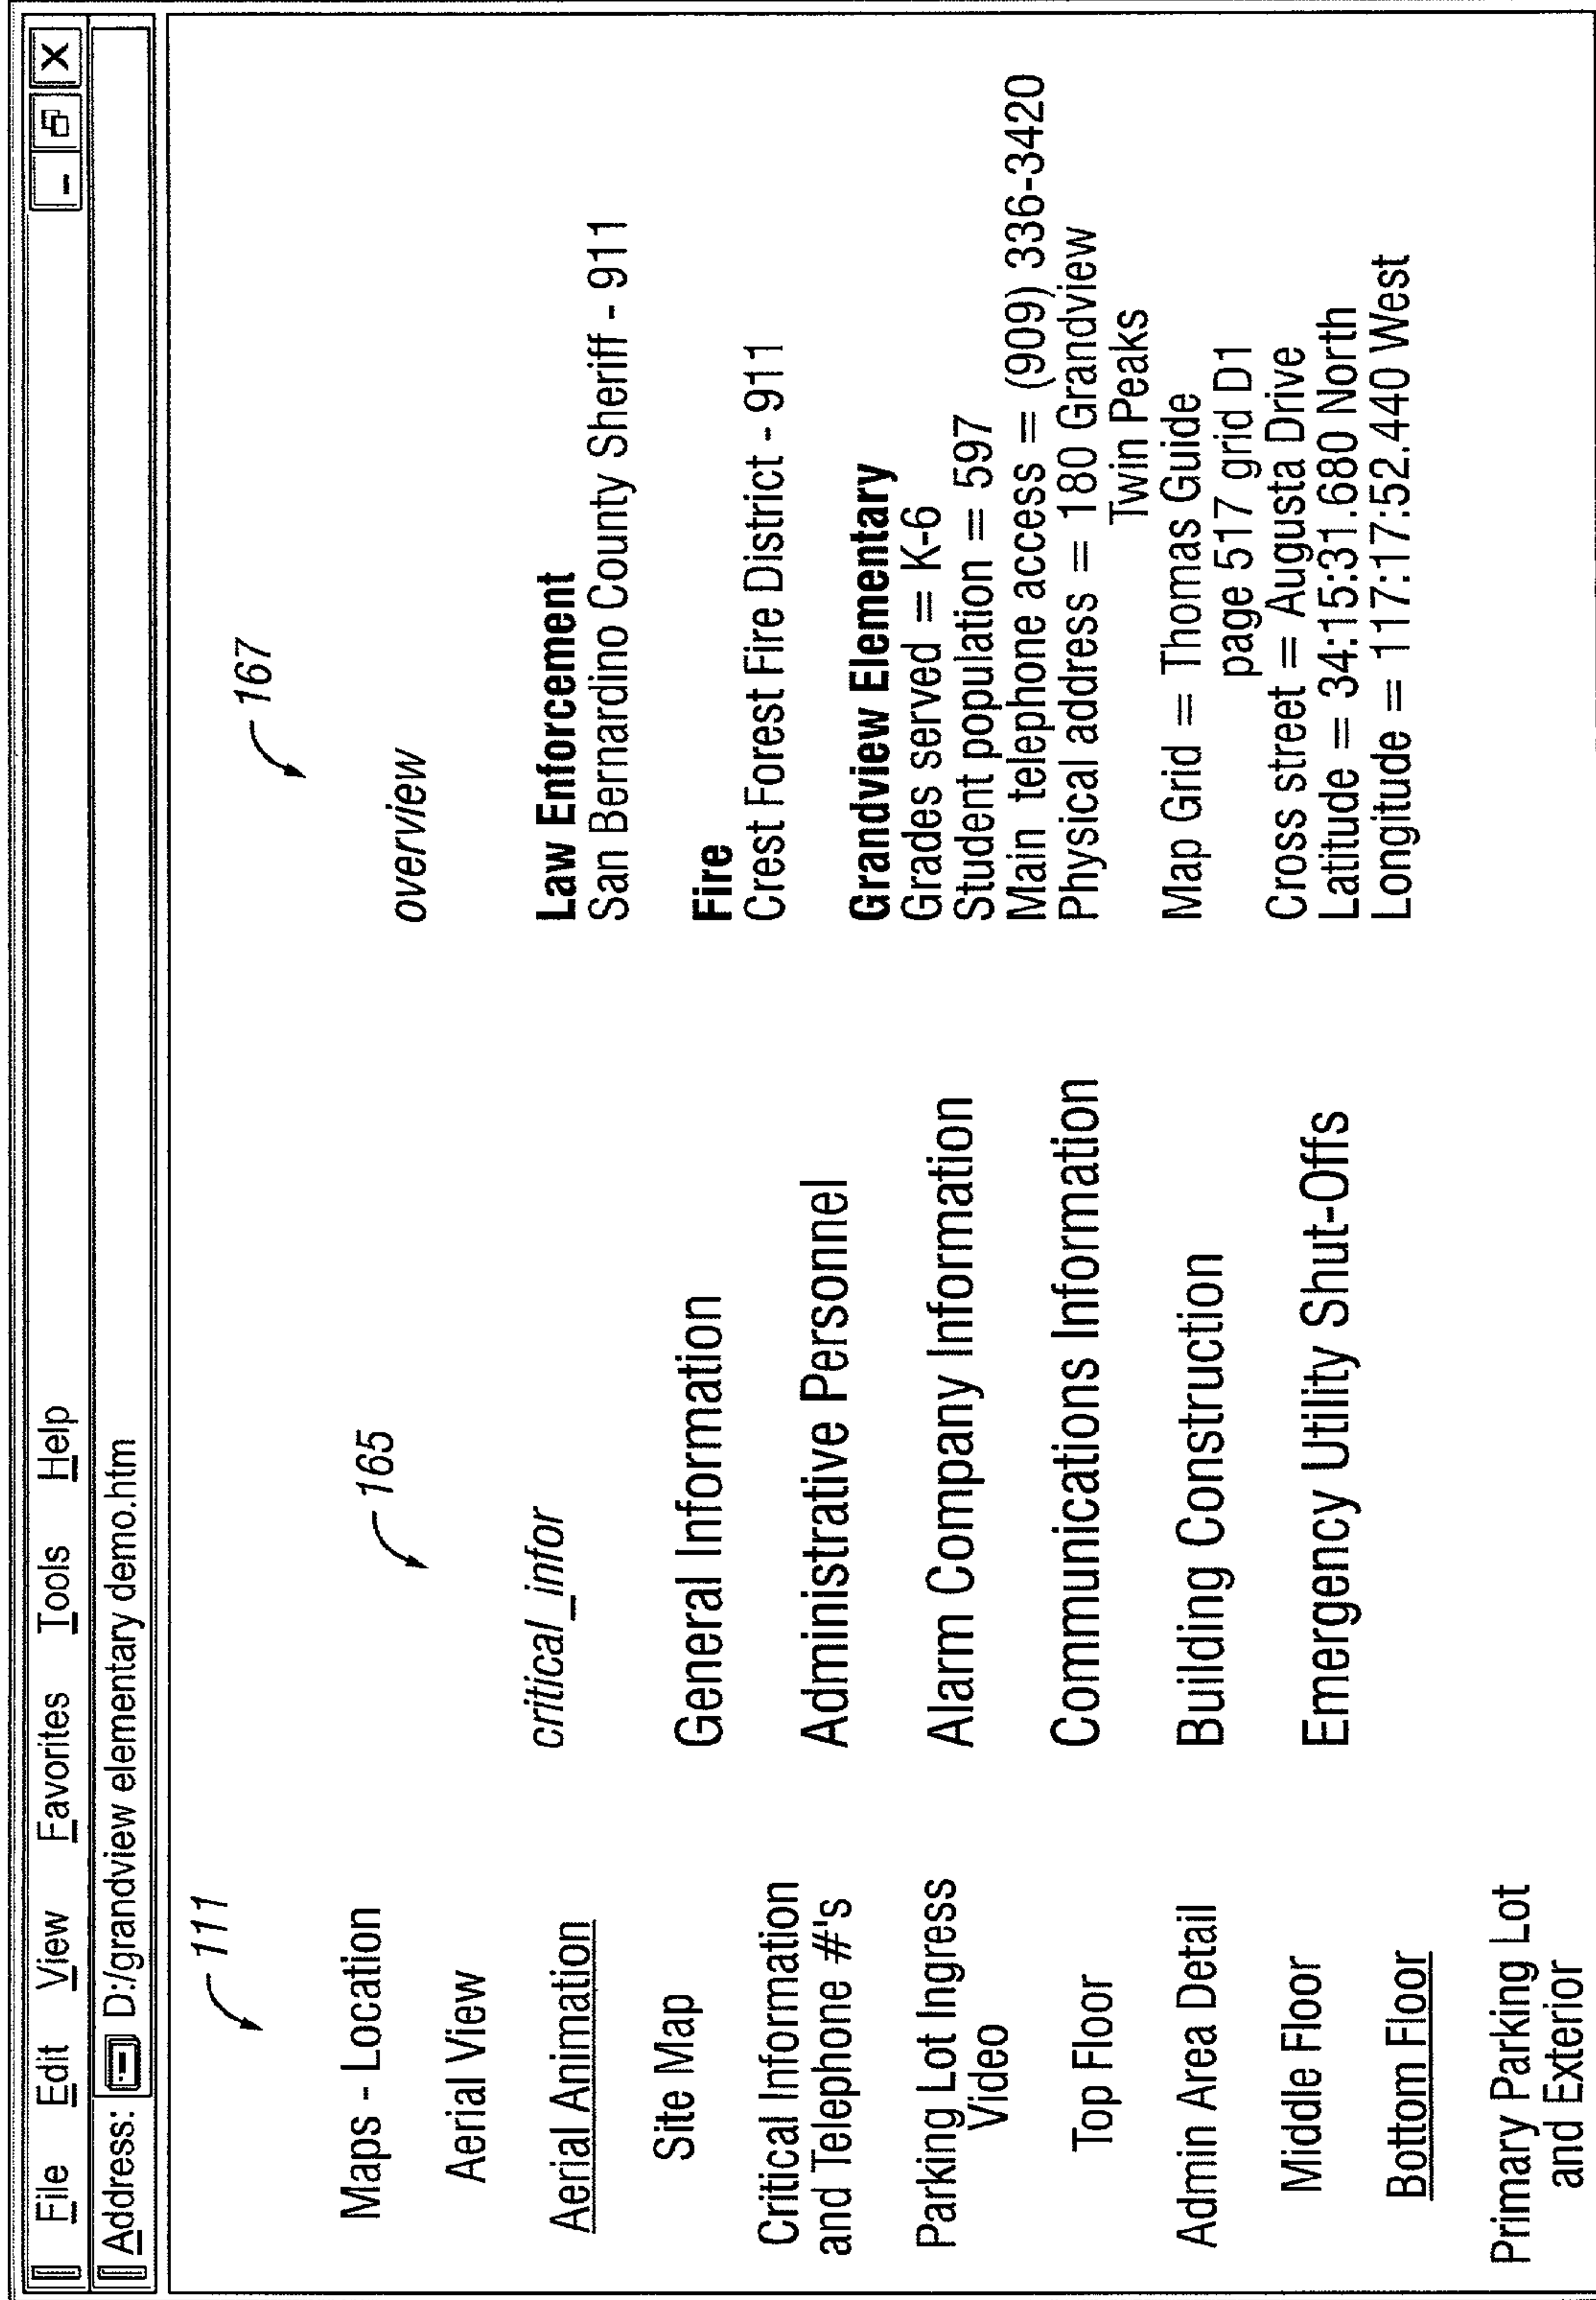 File Edit View Favorites Tools Help
Address: D:/grandview elementary demo.htm
111
Maps - Location
Aerial View
Aerial Animation
Site Map
Critical Information
and Telephone #'s
Parking Lot Ingress
Video
Top Floor
Admin Area Detail
Middle Floor
Bottom Floor
Primary Parking Lot
and Exterior
165
critical_infor
General Information
Administrative Personnel
Alarm Company Information
Communications Information
Building Construction
Emergency Utility Shut-Offs
167
overview
Law Enforcement
San Bernardino County Sheriff - 911
Fire
Crest Forest Fire District - 911
Grandview Elementary
Grades served = K-6
Student population = 597
Main telephone access = (909) 336-3420
Physical address = 180 Grandview
Twin Peaks
Map Grid = Thomas Guide
page 517 grid D1
Cross street = Augusta Drive
Latitude = 34:15:31.680 North
Longitude = 117:17:52.440 West